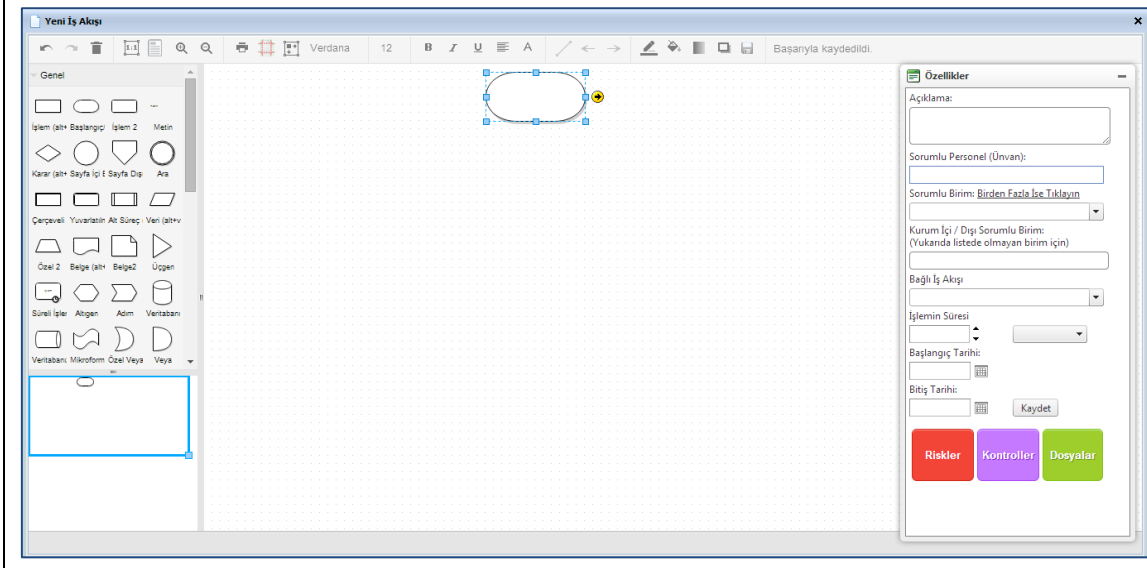 Yeni İş Akışı
1:1
Verdana
12
B I U A
Başarıyla kaydedildi.
Genel
İşlem (alt+ Başlangıç/ İşlem 2 Metin
Karar (alt+ Sayfa İçi E Sayfa Dış Ara
Çerçeveli Yuvarlatılm Alt Süreç Veri (alt+v
Özel 2 Belge (alt+ Belge2 Üçgen
Süreli İşler Altıgen Adım Veritabanı
Veritabanı Mikroform Özel Veya Veya
Özellikler
Açıklama:
Sorumlu Personel (Ünvan):
Sorumlu Birim: Birden Fazla İse Tıklayın
Kurum İçi / Dışı Sorumlu Birim:
(Yukarıda listede olmayan birim için)
Bağlı İş Akışı
İşlemin Süresi
Başlangıç Tarihi:
Bitiş Tarihi:
Kaydet
Riskler Kontroller Dosyalar